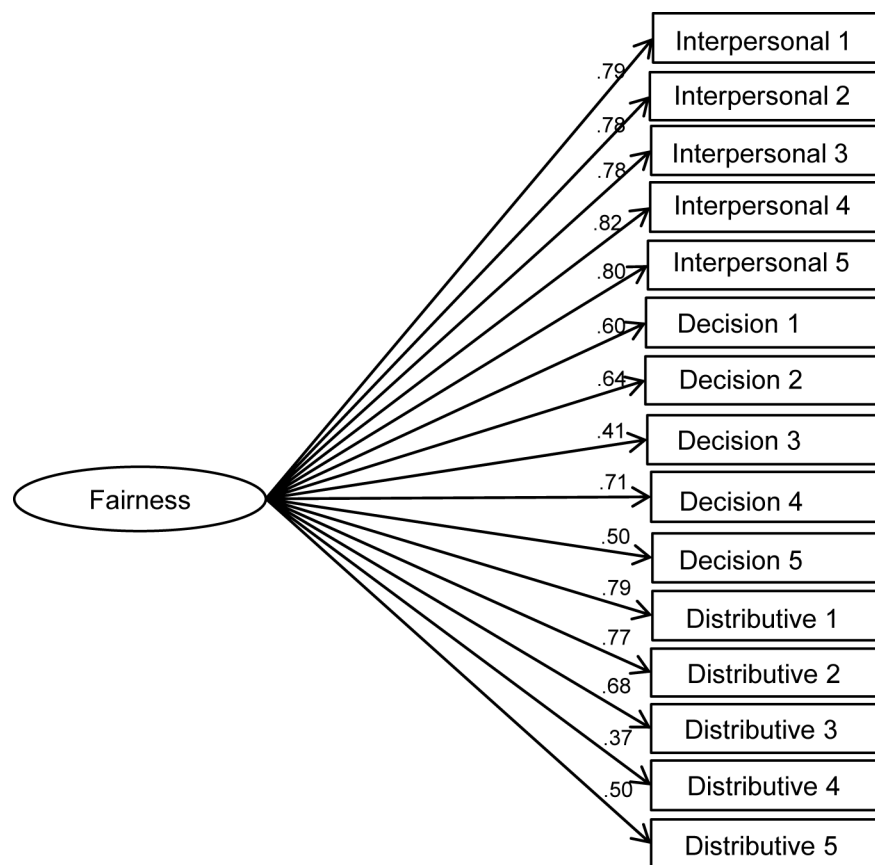 Interpersonal 1
.79
Interpersonal 2
.78
Interpersonal 3
.78
Interpersonal 4
.82
Interpersonal 5
.80
Decision 1
.60
Decision 2
.64
Decision 3
.41
Decision 4
.71
Fairness
Decision 5
.50
Distributive 1
.79
Distributive 2
.77
Distributive 3
.68
Distributive 4
.37
Distributive 5
.50